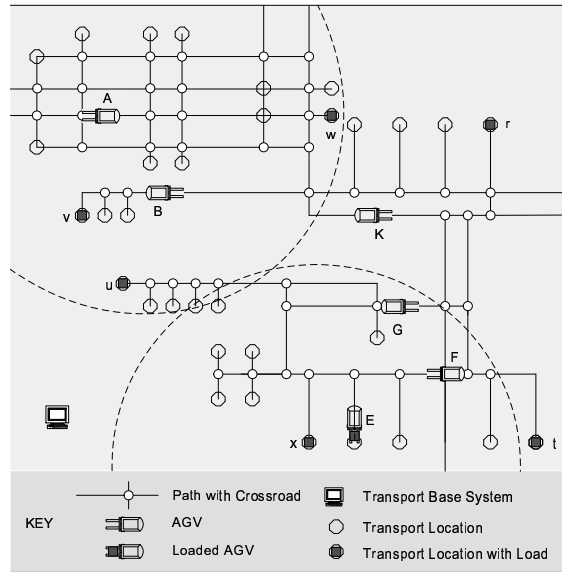 A
w
r
v
B
K
u
G
F
E
x
t
KEY
Path with Crossroad
AGV
Loaded AGV
Transport Base System
Transport Location
Transport Location with Load